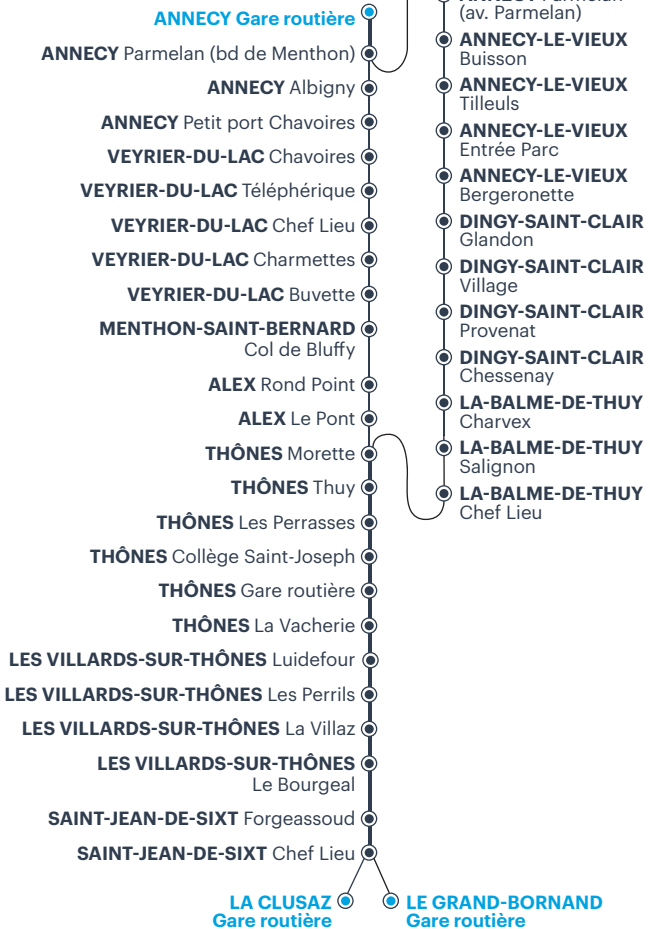 ANNECY Gare routière
ANNECY Parmelan (bd de Menthon)
ANNECY Albigny
ANNECY Petit port Chavoires
VEYRIER-DU-LAC Chavoires
VEYRIER-DU-LAC Téléphérique
VEYRIER-DU-LAC Chef Lieu
VEYRIER-DU-LAC Charmettes
VEYRIER-DU-LAC Buvette
MENTHON-SAINT-BERNARD
Col de Bluffy
ALEX Rond Point
ALEX Le Pont
THÔNES Morette
THÔNES Thuy
THÔNES Les Perrasses
THÔNES Collège Saint-Joseph
THÔNES Gare routière
THÔNES La Vacherie
LES VILLARDS-SUR-THÔNES Luidefour
LES VILLARDS-SUR-THÔNES Les Perrils
LES VILLARDS-SUR-THÔNES La Villaz
LES VILLARDS-SUR-THÔNES
Le Bourgeal
SAINT-JEAN-DE-SIXT Forgeassoud
SAINT-JEAN-DE-SIXT Chef Lieu
LA CLUSAZ
Gare routière
LE GRAND-BORNAND
Gare routière
(av. Parmelan)
ANNECY-LE-VIEUX
Buisson
ANNECY-LE-VIEUX
Tilleuls
ANNECY-LE-VIEUX
Entrée Parc
ANNECY-LE-VIEUX
Bergeronette
DINGY-SAINT-CLAIR
Glandon
DINGY-SAINT-CLAIR
Village
DINGY-SAINT-CLAIR
Provenat
DINGY-SAINT-CLAIR
Chessenay
LA-BALME-DE-THUY
Charvex
LA-BALME-DE-THUY
Salignon
LA-BALME-DE-THUY
Chef Lieu